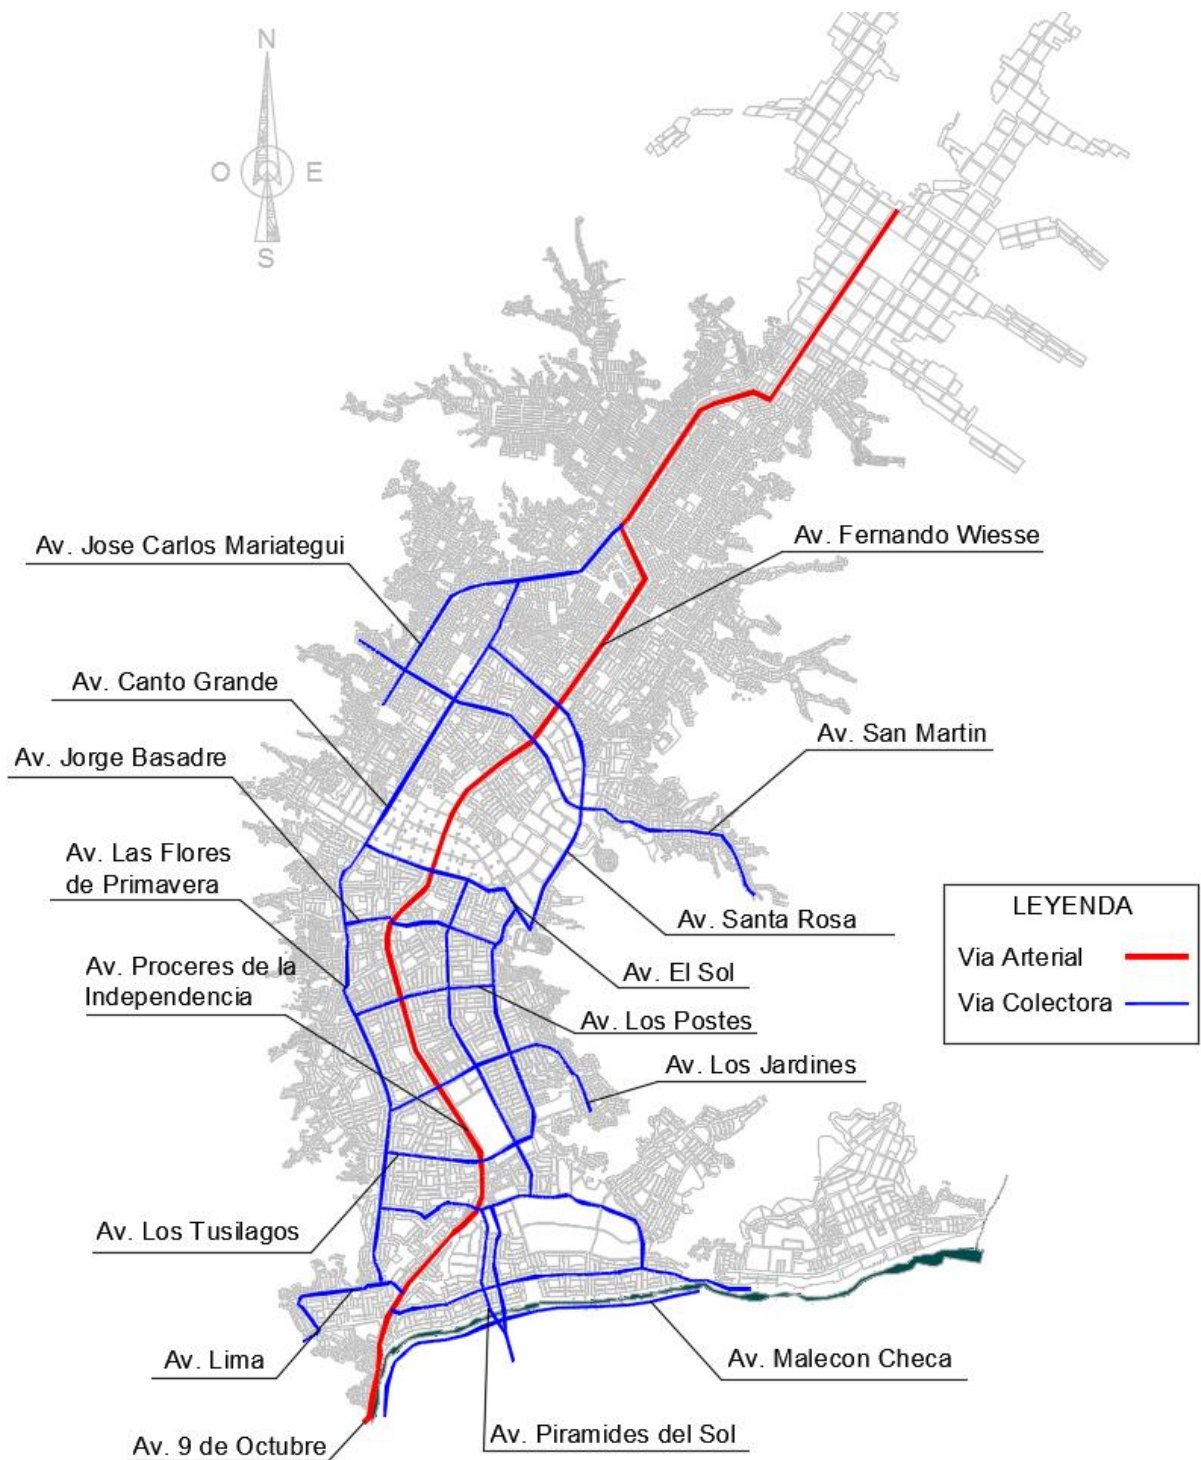 N
O
E
S
Av. Jose Carlos Mariategui
Av. Fernando Wiesse
Av. Canto Grande
Av. San Martin
Av. Jorge Basadre
Av. Las Flores
de Primavera
Av. Santa Rosa
Av. Proceres de la
Independencia
Av. El Sol
Av. Los Postes
Av. Los Jardines
Av. Los Tusilagos
Av. Lima
Av. Malecon Checa
Av. 9 de Octubre
Av. Piramides del Sol
LEYENDA
Via Arterial
Via Colectora